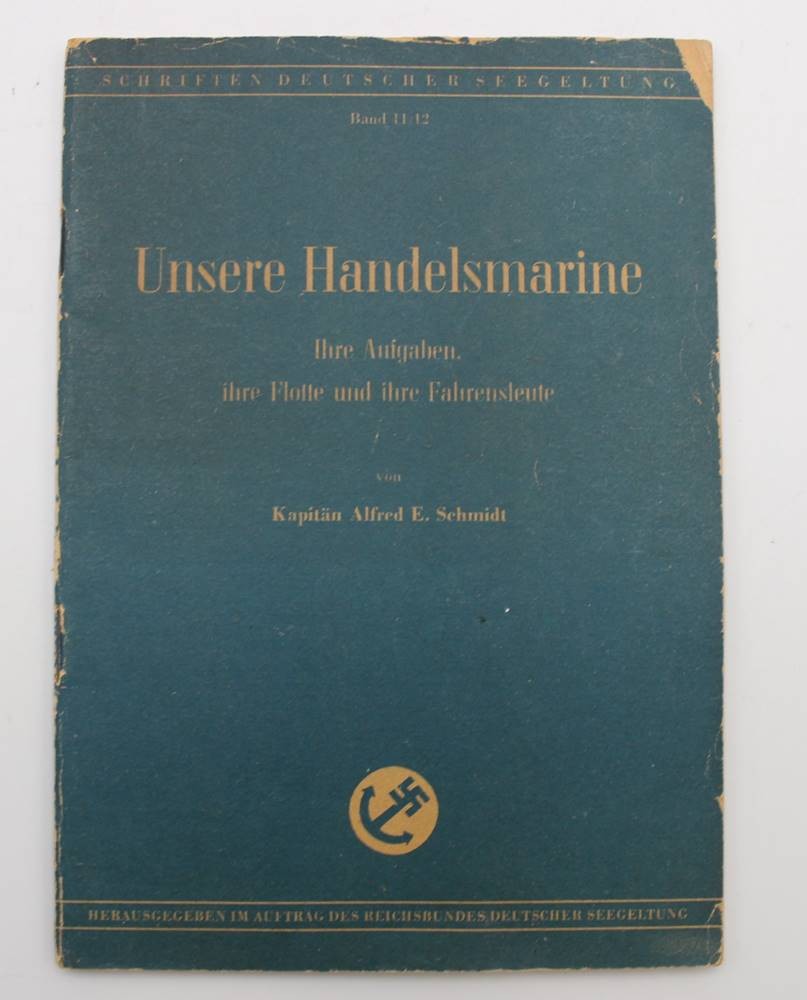 SCHRIFTEN DEUTSCHER SEEGELTUNG
Band 11/12
Unsere Handelsmarine
Ihre Aufgaben,
ihre Flotte und ihre Fahrensleute
von
Kapitän Alfred E. Schmidt
HERAUSGEGEBEN IM AUFTRAG DES REICHSBUNDES DEUTSCHER SEEGELTUNG